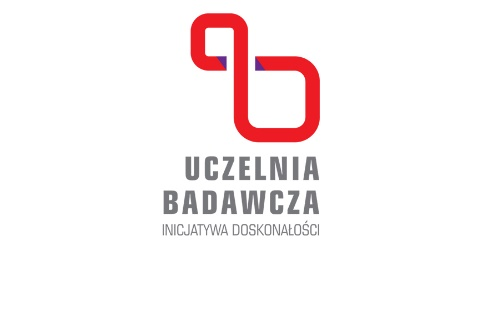 UCZELNIA
BADAWCZA
INICJATYWA DOSKONAŁOŚCI